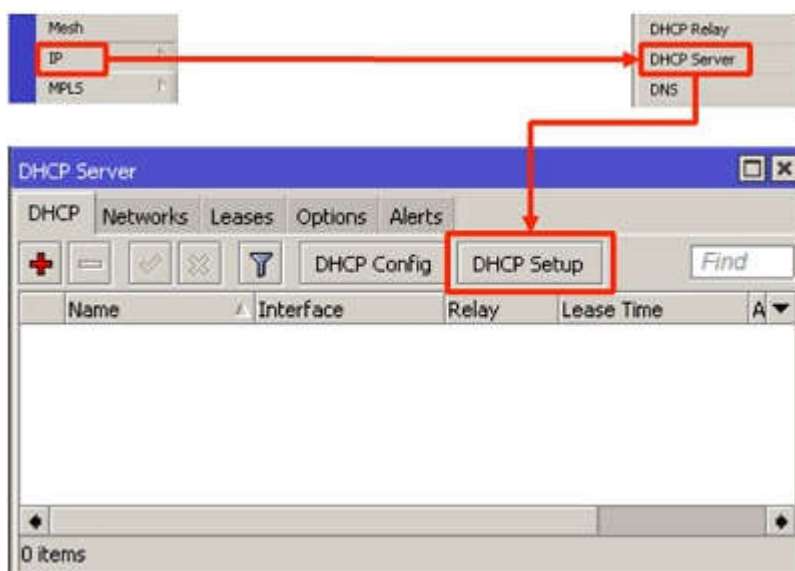 Mesh
IP
MPLS
DHCP Relay
DHCP Server
DNS
DHCP Server
DHCP Networks Leases Options Alerts
DHCP Config DHCP Setup Find
Name Interface Relay Lease Time A
0 items